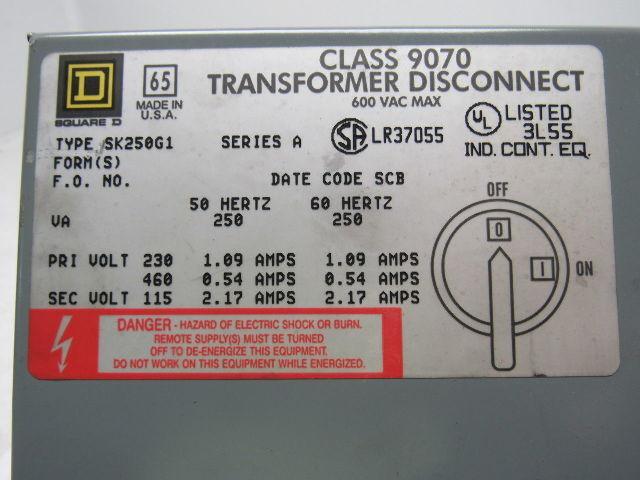 D
SQUARE D
65
MADE IN
U.S.A.
CLASS 9070
TRANSFORMER DISCONNECT
600 VAC MAX
TYPE SK250G1 SERIES A
SA LR37055
UL LISTED
3L55
IND. CONT. EQ.
FORM(S)
F.O. NO. DATE CODE SCB
50 HERTZ 60 HERTZ
VA 250 250
PRI VOLT 230 1.09 AMPS 1.09 AMPS
460 0.54 AMPS 0.54 AMPS
SEC VOLT 115 2.17 AMPS 2.17 AMPS
OFF
O
I ON
DANGER - HAZARD OF ELECTRIC SHOCK OR BURN.
REMOTE SUPPLY(S) MUST BE TURNED
OFF TO DE-ENERGIZE THIS EQUIPMENT.
DO NOT WORK ON THIS EQUIPMENT WHILE ENERGIZED.